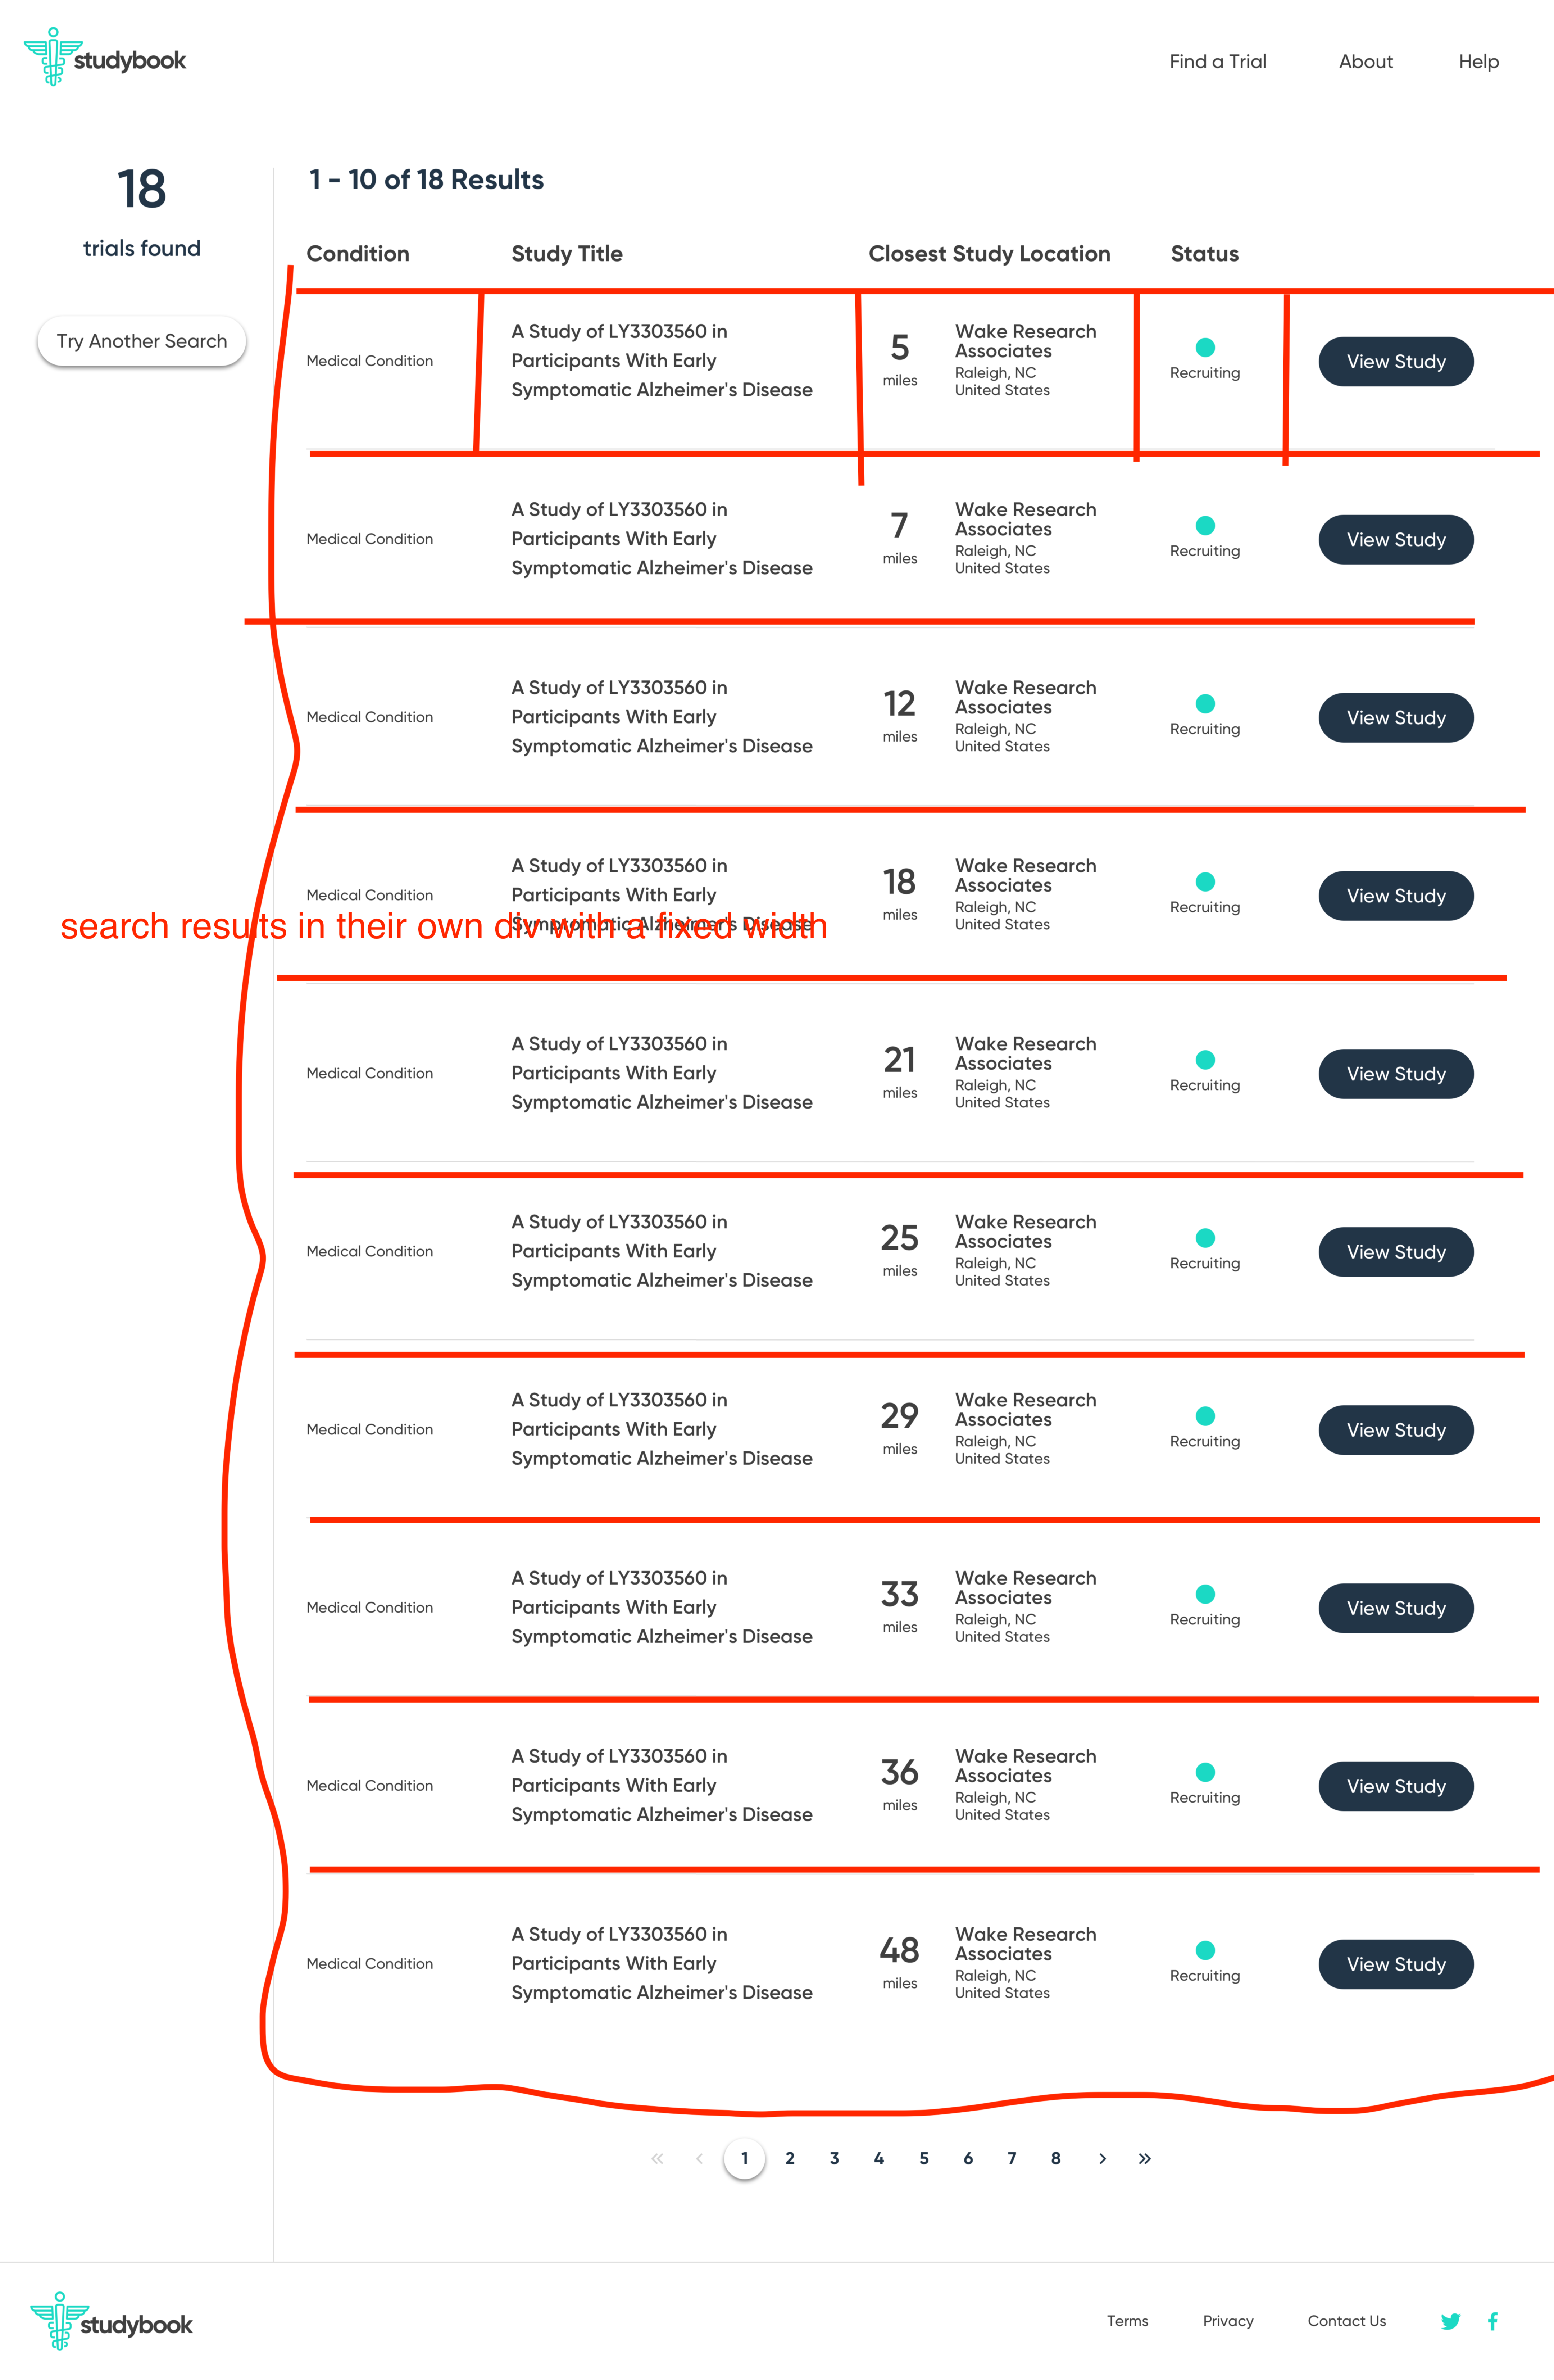 studybook
Find a Trial
About
Help
18
trials found
Try Another Search
1 - 10 of 18 Results
Condition
Study Title
Closest Study Location
Status
Medical Condition
A Study of LY3303560 in
Participants With Early
Symptomatic Alzheimer's Disease
5
miles
Wake Research
Associates
Raleigh, NC
United States
Recruiting
View Study
Medical Condition
A Study of LY3303560 in
Participants With Early
Symptomatic Alzheimer's Disease
7
miles
Wake Research
Associates
Raleigh, NC
United States
Recruiting
View Study
Medical Condition
A Study of LY3303560 in
Participants With Early
Symptomatic Alzheimer's Disease
12
miles
Wake Research
Associates
Raleigh, NC
United States
Recruiting
View Study
Medical Condition
A Study of LY3303560 in
Participants With Early
Symptomatic Alzheimer's Disease
18
miles
Wake Research
Associates
Raleigh, NC
United States
Recruiting
View Study
search results in their own div with a fixed width
Medical Condition
A Study of LY3303560 in
Participants With Early
Symptomatic Alzheimer's Disease
21
miles
Wake Research
Associates
Raleigh, NC
United States
Recruiting
View Study
Medical Condition
A Study of LY3303560 in
Participants With Early
Symptomatic Alzheimer's Disease
25
miles
Wake Research
Associates
Raleigh, NC
United States
Recruiting
View Study
Medical Condition
A Study of LY3303560 in
Participants With Early
Symptomatic Alzheimer's Disease
29
miles
Wake Research
Associates
Raleigh, NC
United States
Recruiting
View Study
Medical Condition
A Study of LY3303560 in
Participants With Early
Symptomatic Alzheimer's Disease
33
miles
Wake Research
Associates
Raleigh, NC
United States
Recruiting
View Study
Medical Condition
A Study of LY3303560 in
Participants With Early
Symptomatic Alzheimer's Disease
36
miles
Wake Research
Associates
Raleigh, NC
United States
Recruiting
View Study
Medical Condition
A Study of LY3303560 in
Participants With Early
Symptomatic Alzheimer's Disease
48
miles
Wake Research
Associates
Raleigh, NC
United States
Recruiting
View Study
« ‹ 1 2 3 4 5 6 7 8 › »
studybook
Terms
Privacy
Contact Us